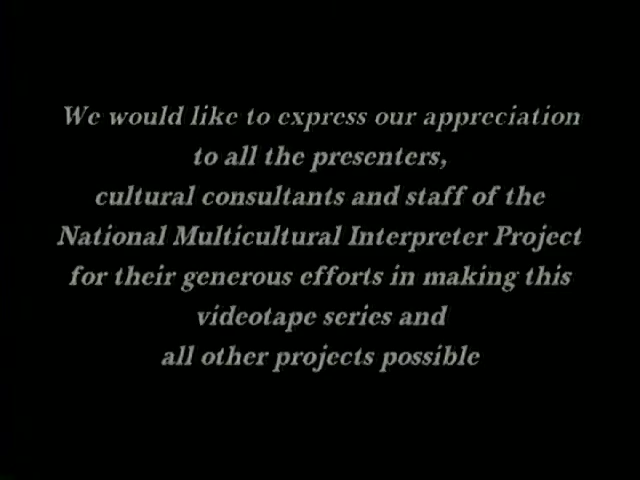 We would like to express our appreciation
to all the presenters,
cultural consultants and staff of the
National Multicultural Interpreter Project
for their generous efforts in making this
videotape series and
all other projects possible